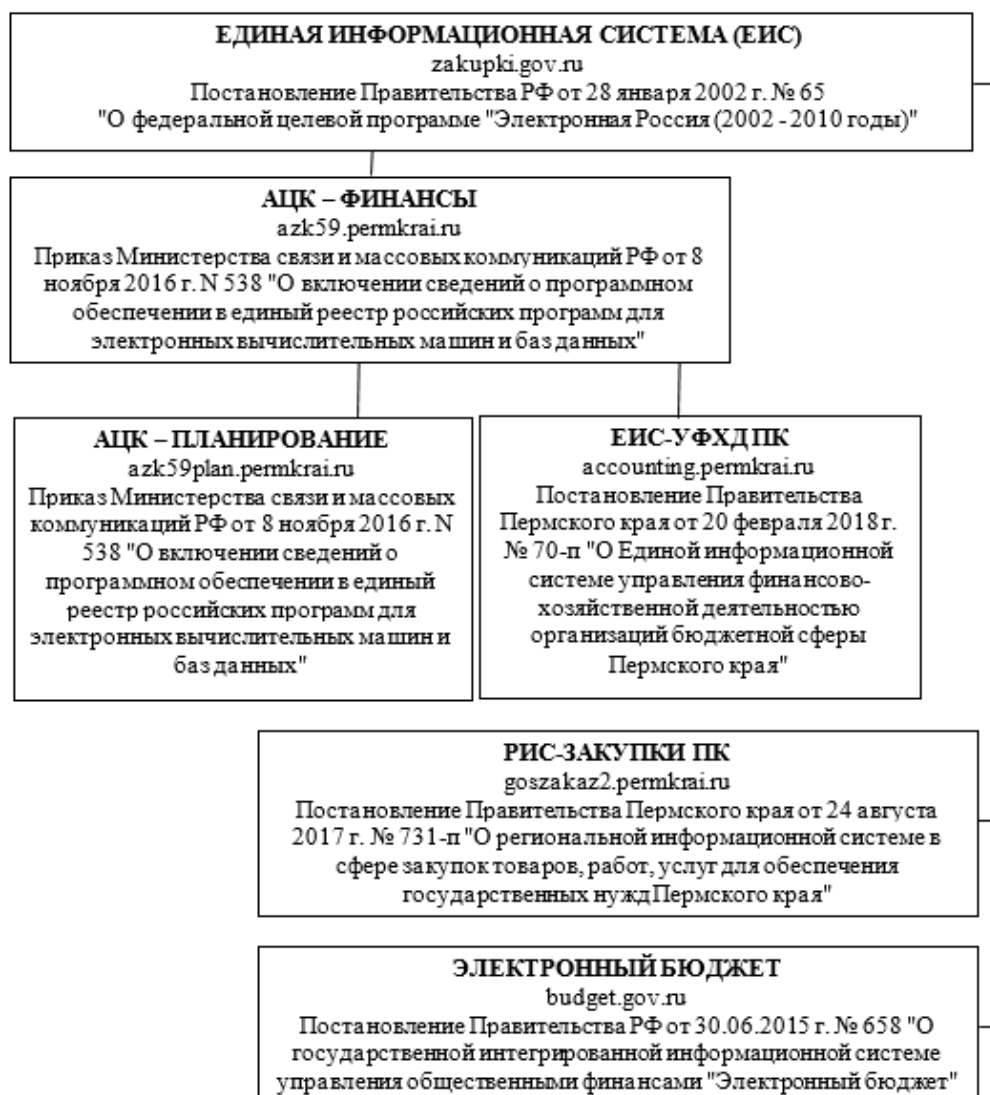 ЕДИНАЯ ИНФОРМАЦИОННАЯ СИСТЕМА (ЕИС)
zakupki.gov.ru
Постановление Правительства РФ от 28 января 2002 г. № 65
"О федеральной целевой программе "Электронная Россия (2002 - 2010 годы)"
АЦК – ФИНАНСЫ
azk59.permkrai.ru
Приказ Министерства связи и массовых коммуникаций РФ от 8
ноября 2016 г. N 538 "О включении сведений о программном
обеспечении в единый реестр российских программ для
электронных вычислительных машин и баз данных"
АЦК – ПЛАНИРОВАНИЕ
azk59plan.permkrai.ru
Приказ Министерства связи и массовых
коммуникаций РФ от 8 ноября 2016 г. N
538 "О включении сведений о
программном обеспечении в единый
реестр российских программ для
электронных вычислительных машин и
баз данных"
ЕИС-УФХД ПК
accounting.permkrai.ru
Постановление Правительства
Пермского края от 20 февраля 2018 г.
№ 70-п "О Единой информационной
системе управления финансово-
хозяйственной деятельностью
организаций бюджетной сферы
Пермского края"
РИС-ЗАКУПКИ ПК
goszakaz2.permkrai.ru
Постановление Правительства Пермского края от 24 августа
2017 г. № 731-п "О региональной информационной системе в
сфере закупок товаров, работ, услуг для обеспечения
государственных нужд Пермского края"
ЭЛЕКТРОННЫЙ БЮДЖЕТ
budget.gov.ru
Постановление Правительства РФ от 30.06.2015 г. № 658 "О
государственной интегрированной информационной системе
управления общественными финансами "Электронный бюджет"